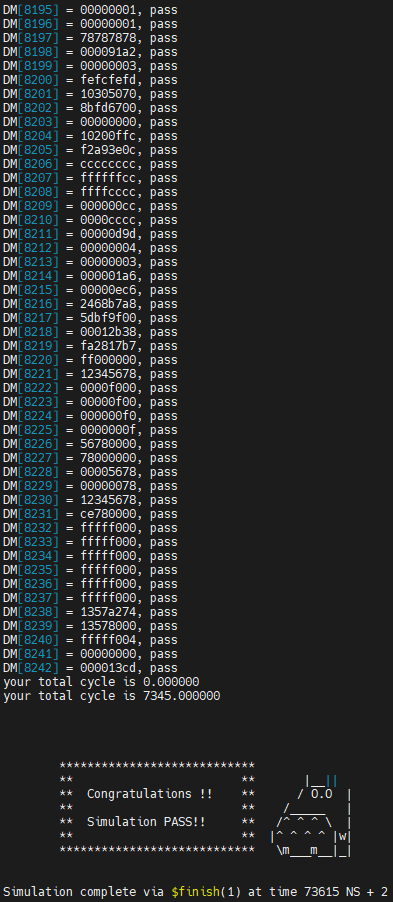 DM[8195] = 00000001, pass
DM[8196] = 00000001, pass
DM[8197] = 78787878, pass
DM[8198] = 000091a2, pass
DM[8199] = 00000003, pass
DM[8200] = fefcfefd, pass
DM[8201] = 10305070, pass
DM[8202] = 8bfd6700, pass
DM[8203] = 00000000, pass
DM[8204] = 10200ffc, pass
DM[8205] = f2a93e0c, pass
DM[8206] = cccccccc, pass
DM[8207] = ffffffcc, pass
DM[8208] = ffffcccc, pass
DM[8209] = 000000cc, pass
DM[8210] = 0000cccc, pass
DM[8211] = 00000d9d, pass
DM[8212] = 00000004, pass
DM[8213] = 00000003, pass
DM[8214] = 000001a6, pass
DM[8215] = 00000ec6, pass
DM[8216] = 2468b7a8, pass
DM[8217] = 5dbf9f00, pass
DM[8218] = 00012b38, pass
DM[8219] = fa2817b7, pass
DM[8220] = ff000000, pass
DM[8221] = 12345678, pass
DM[8222] = 0000f000, pass
DM[8223] = 00000f00, pass
DM[8224] = 000000f0, pass
DM[8225] = 0000000f, pass
DM[8226] = 56780000, pass
DM[8227] = 78000000, pass
DM[8228] = 00005678, pass
DM[8229] = 00000078, pass
DM[8230] = 12345678, pass
DM[8231] = ce780000, pass
DM[8232] = fffff000, pass
DM[8233] = fffff000, pass
DM[8234] = fffff000, pass
DM[8235] = fffff000, pass
DM[8236] = fffff000, pass
DM[8237] = fffff000, pass
DM[8238] = 1357a274, pass
DM[8239] = 13578000, pass
DM[8240] = fffff004, pass
DM[8241] = 00000000, pass
DM[8242] = 000013cd, pass
your total cycle is 0.000000
your total cycle is 7345.000000
****************************
**                        **       |__||
**  Congratulations !!    **      / O.O  |
**                        **    /_____   |
**  Simulation PASS!!     **   /^ ^ ^ \  |
**                        **  |^ ^ ^ ^ |w|
****************************   \m___m__|_|
Simulation complete via $finish(1) at time 73615 NS + 2